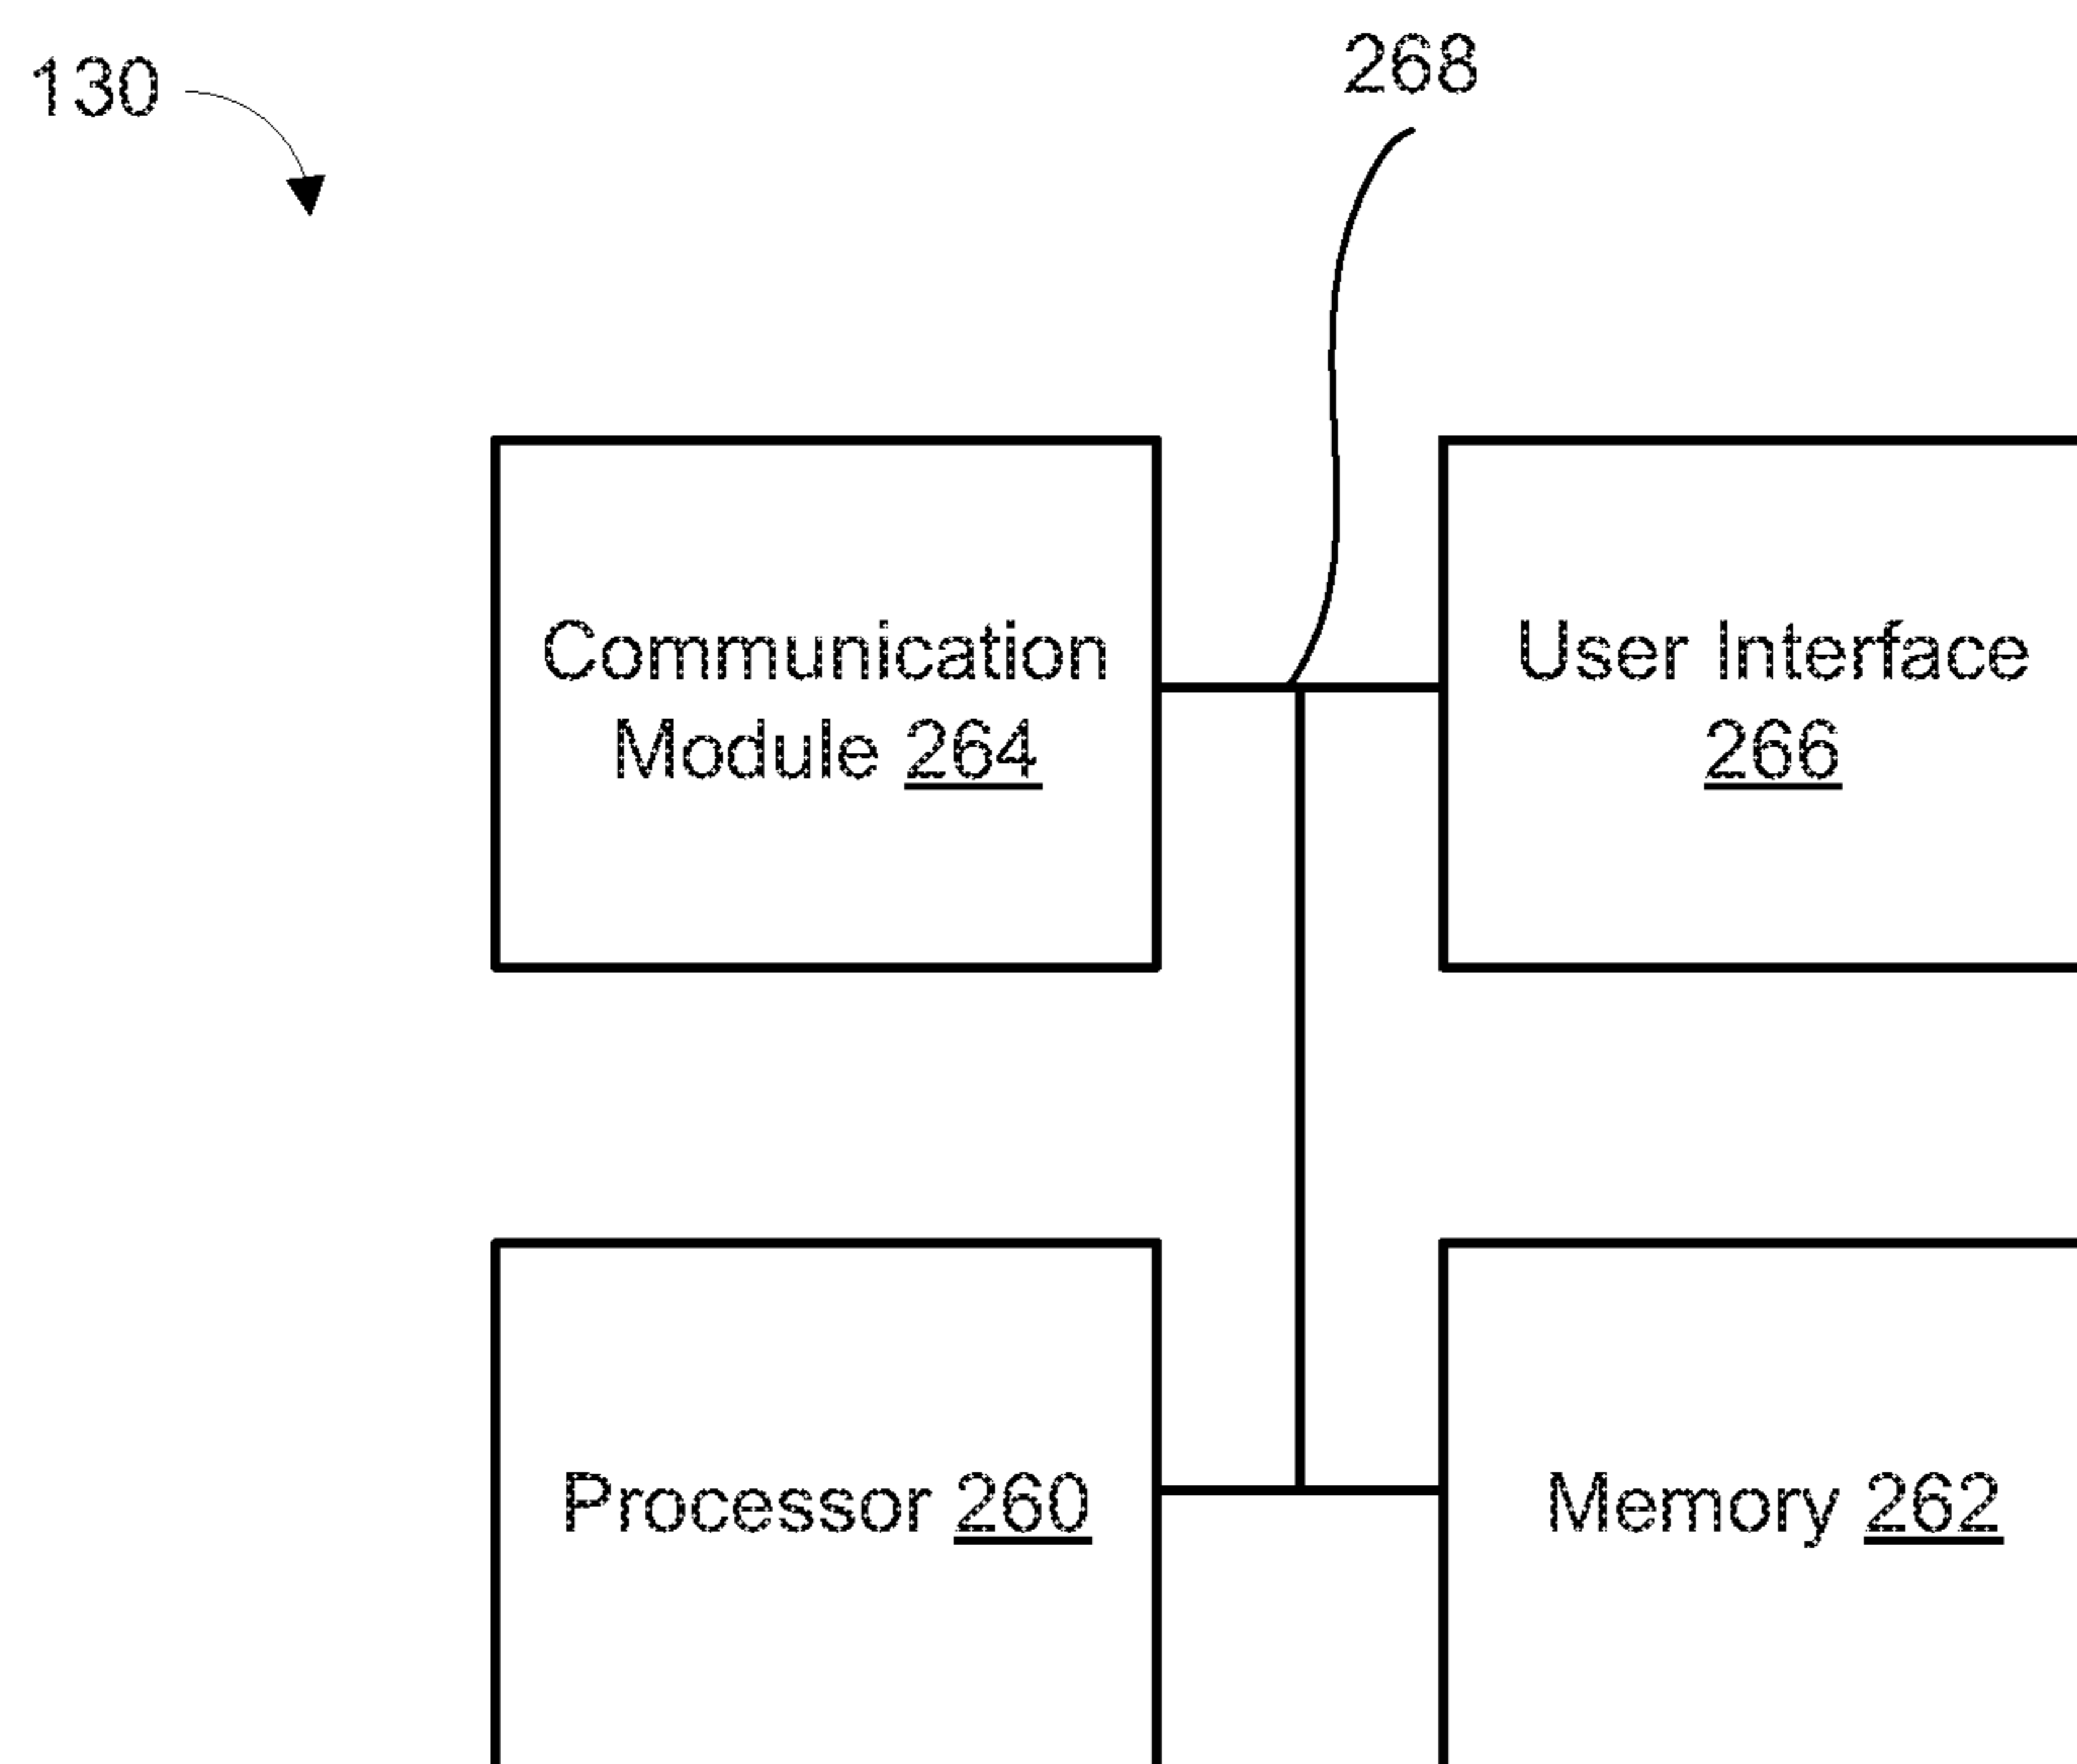 130
268
Communication
Module 264
User Interface
266
Processor 260
Memory 262